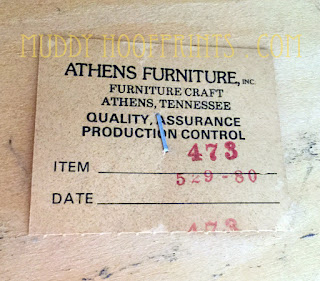 MUDDY HOOFPRINTS . COM
ATHENS FURNITURE, INC.
FURNITURE CRAFT
ATHENS, TENNESSEE
QUALITY, ASSURANCE
PRODUCTION CONTROL
473
ITEM
529-80
DATE
473